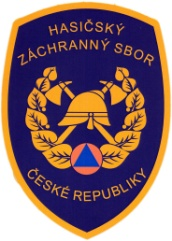 HASIČSKÝ
ZÁCHRANNÝ SBOR
ČESKÉ REPUBLIKY